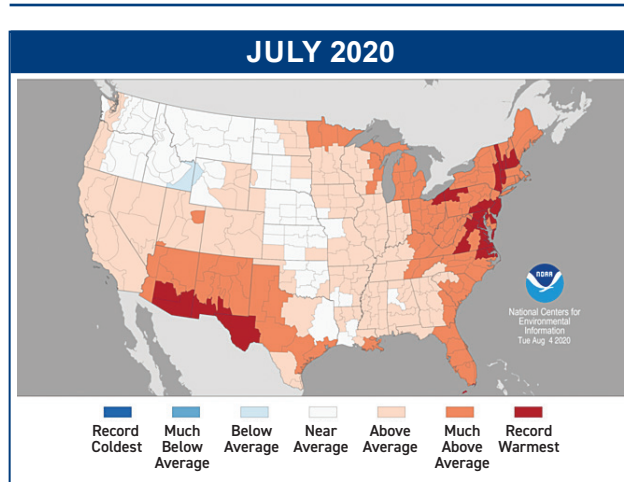 JULY 2020
NOAA
National Centers for
Environmental
Information
Tue Aug 4 2020
Record
Coldest
Much
Below
Average
Below
Average
Near
Average
Above
Average
Much
Above
Average
Record
Warmest